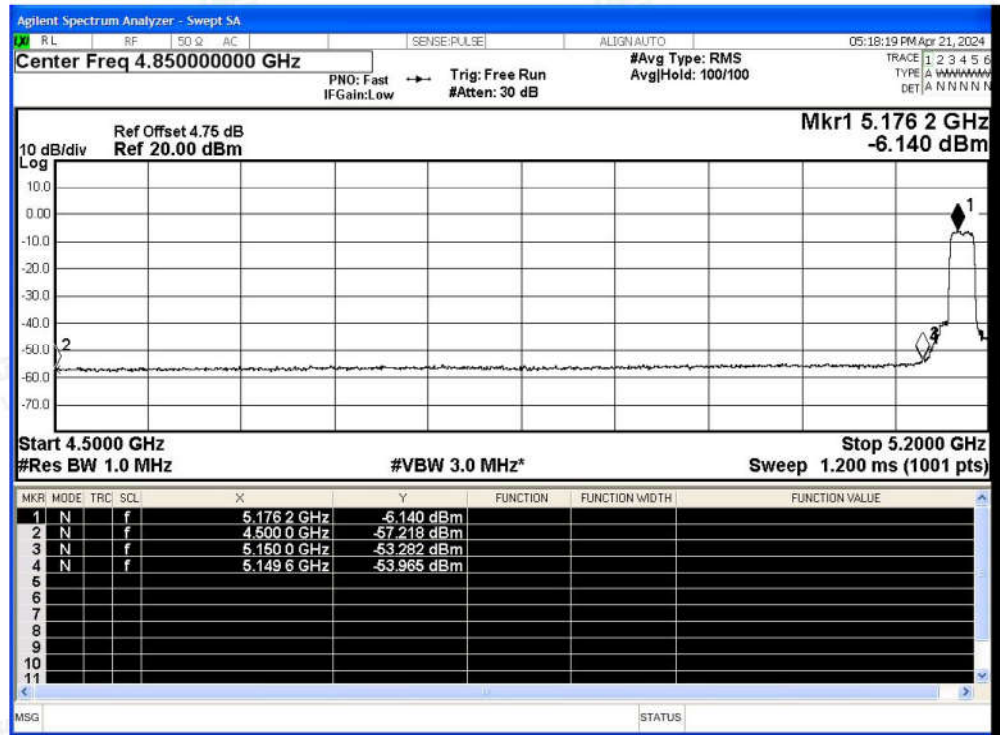 Agilent Spectrum Analyzer - Swept SA
LXI RL RF 50 Ω AC SENSE:PULSE ALIGNAUTO 05:18:19 PM Apr 21, 2024
Center Freq 4.850000000 GHz
PNO: Fast
IFGain:Low
Trig: Free Run
#Atten: 30 dB
#Avg Type: RMS
Avg|Hold: 100/100
TRACE 1 2 3 4 5 6
TYPE A WWWWW
DET A N N N N N
Mkr1 5.176 2 GHz
-6.140 dBm
Ref Offset 4.75 dB
10 dB/div Ref 20.00 dBm
Log
10.0
0.00
-10.0
-20.0
-30.0
-40.0
-50.0
-60.0
-70.0
1
2
Start 4.5000 GHz Stop 5.2000 GHz
#Res BW 1.0 MHz #VBW 3.0 MHz* Sweep 1.200 ms (1001 pts)
MKR MODE TRC SCL X Y FUNCTION FUNCTION WIDTH FUNCTION VALUE
1 N f 5.176 2 GHz -6.140 dBm
2 N f 4.500 0 GHz -57.218 dBm
3 N f 5.150 0 GHz -53.282 dBm
4 N f 5.149 6 GHz -53.965 dBm
5
6
7
8
9
10
11
MSG STATUS